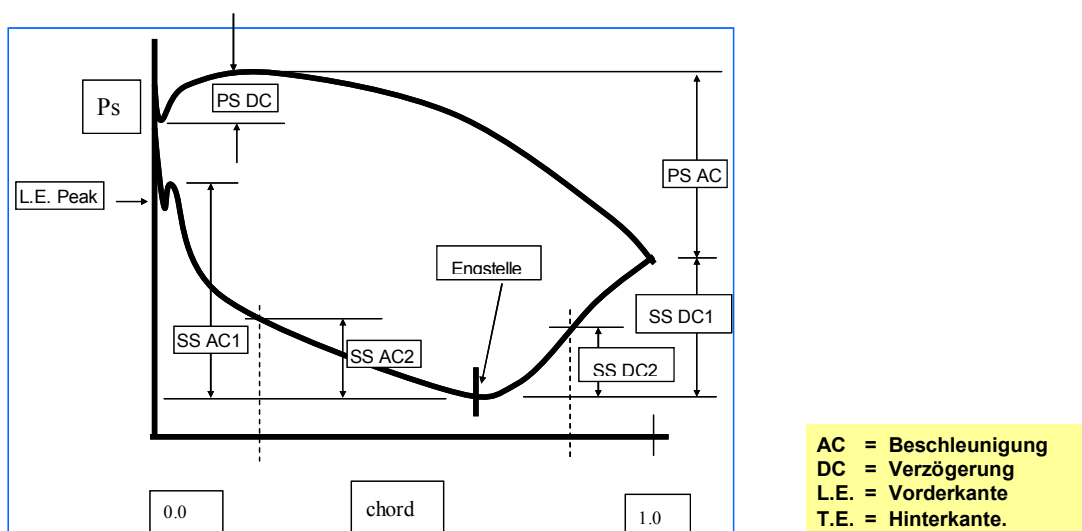 Ps
PS DC
L.E. Peak
PS AC
Engstelle
SS AC1
SS AC2
SS DC1
SS DC2
0.0
chord
1.0
AC = Beschleunigung
DC = Verzögerung
L.E. = Vorderkante
T.E. = Hinterkante.